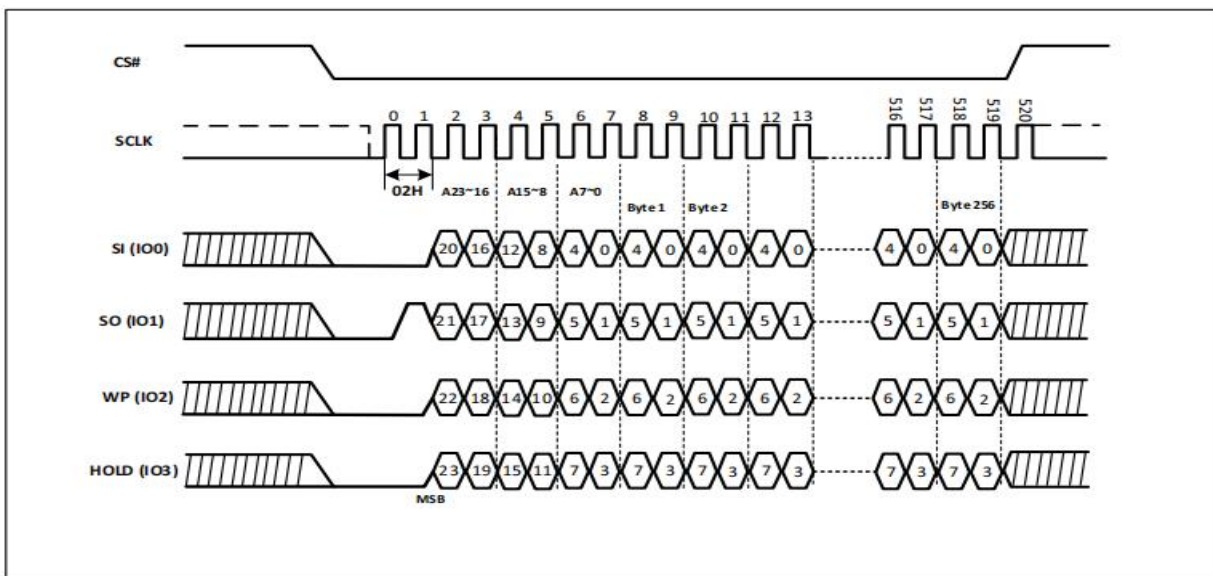 CS#
0 1 2 3 4 5 6 7 8 9 10 11 12 13 516 517 518 519 520
SCLK
02H A23~16 A15~8 A7~0 Byte 1 Byte 2 Byte 256
SI (IO0) 20 16 12 8 4 0 4 0 4 0 4 0 4 0 4 0
SO (IO1) 21 17 13 9 5 1 5 1 5 1 5 1 5 1 5 1
WP (IO2) 22 18 14 10 6 2 6 2 6 2 6 2 6 2 6 2
HOLD (IO3) 23 19 15 11 7 3 7 3 7 3 7 3 7 3 7 3
MSB